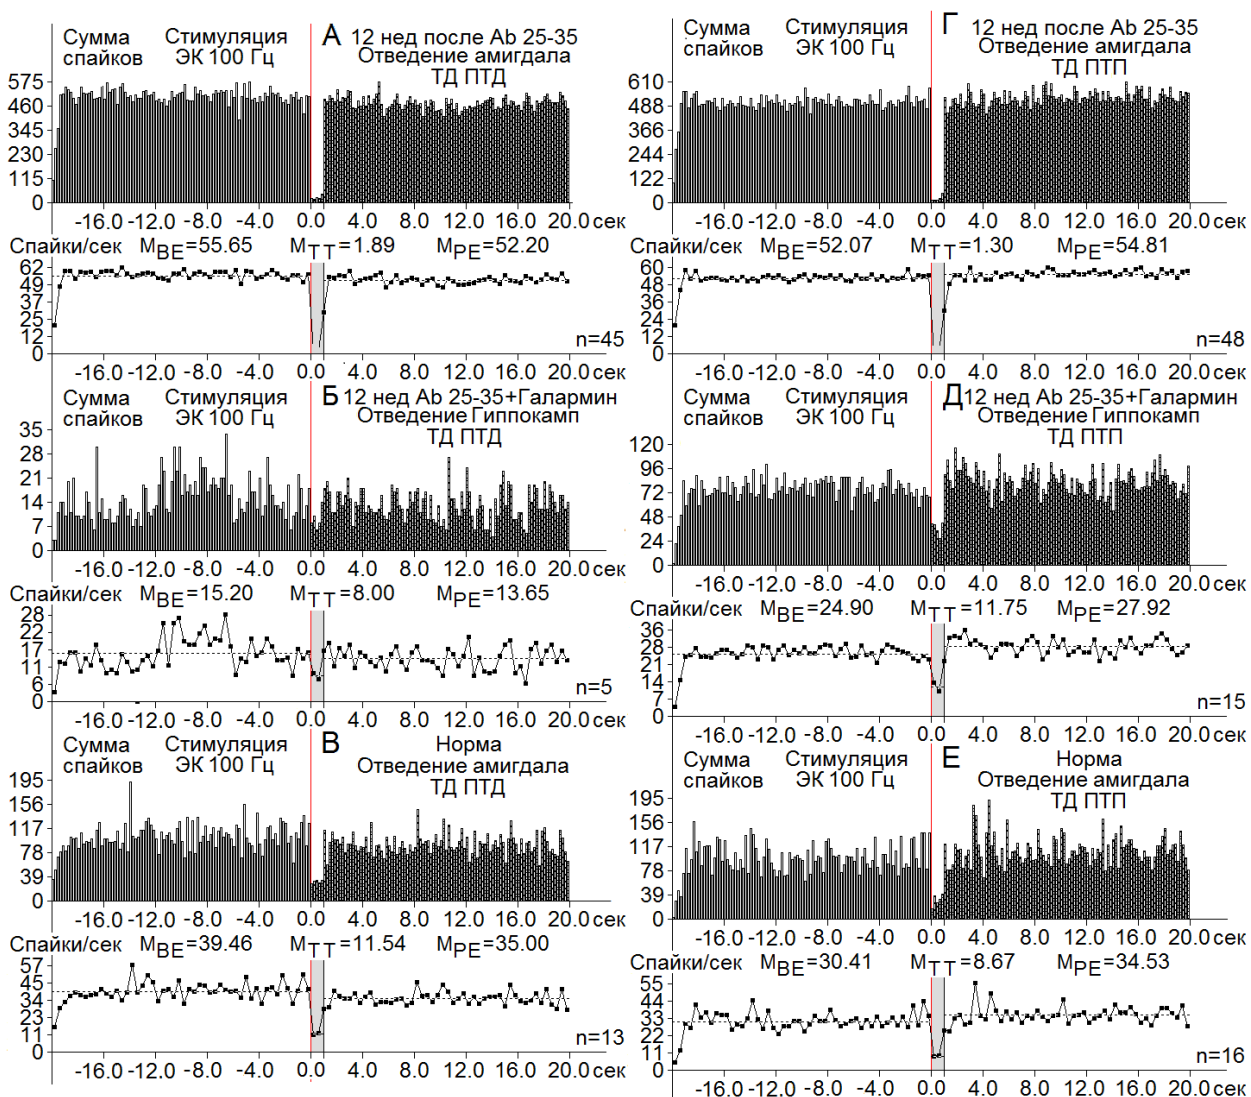 Сумма Стимуляция А 12 нед после Ab 25-35
спайков ЭК 100 Гц Отведение амигдала
ТД ПТД
575
460
345
230
115
0
-16.0 -12.0 -8.0 -4.0 0.0 4.0 8.0 12.0 16.0 20.0 сек
Спайки/сек MBE=55.65 MTT=1.89 MPE=52.20
62
49
37
25
12
0
n=45
-16.0 -12.0 -8.0 -4.0 0.0 4.0 8.0 12.0 16.0 20.0 сек
Сумма Стимуляция Б 12 нед Ab 25-35+Галармин
спайков ЭК 100 Гц Отведение Гиппокамп
ТД ПТД
35
28
21
14
7
0
-16.0 -12.0 -8.0 -4.0 0.0 4.0 8.0 12.0 16.0 20.0 сек
Спайки/сек MBE=15.20 MTT=8.00 MPE=13.65
28
22
17
11
6
0
n=5
-16.0 -12.0 -8.0 -4.0 0.0 4.0 8.0 12.0 16.0 20.0 сек
Сумма Стимуляция В Норма
спайков ЭК 100 Гц Отведение амигдала
ТД ПТД
195
156
117
78
39
0
-16.0 -12.0 -8.0 -4.0 0.0 4.0 8.0 12.0 16.0 20.0 сек
Спайки/сек MBE=39.46 MTT=11.54 MPE=35.00
57
45
34
23
11
0
n=13
-16.0 -12.0 -8.0 -4.0 0.0 4.0 8.0 12.0 16.0 20.0 сек
Сумма Стимуляция Г 12 нед после Ab 25-35
спайков ЭК 100 Гц Отведение амигдала
ТД ПТП
610
488
366
244
122
0
-16.0 -12.0 -8.0 -4.0 0.0 4.0 8.0 12.0 16.0 20.0 сек
Спайки/сек MBE=52.07 MTT=1.30 MPE=54.81
60
48
36
24
12
0
n=48
-16.0 -12.0 -8.0 -4.0 0.0 4.0 8.0 12.0 16.0 20.0 сек
Сумма Стимуляция Д 12 нед Ab 25-35+Галармин
спайков ЭК 100 Гц Отведение Гиппокамп
ТД ПТП
120
96
72
48
24
0
-16.0 -12.0 -8.0 -4.0 0.0 4.0 8.0 12.0 16.0 20.0 сек
Спайки/сек MBE=24.90 MTT=11.75 MPE=27.92
36
28
21
14
7
0
n=15
-16.0 -12.0 -8.0 -4.0 0.0 4.0 8.0 12.0 16.0 20.0 сек
Сумма Стимуляция Е Норма
спайков ЭК 100 Гц Отведение амигдала
ТД ПТП
195
156
117
78
39
0
-16.0 -12.0 -8.0 -4.0 0.0 4.0 8.0 12.0 16.0 20.0 сек
Спайки/сек MBE=30.41 MTT=8.67 MPE=34.53
55
44
33
22
11
0
n=16
-16.0 -12.0 -8.0 -4.0 0.0 4.0 8.0 12.0 16.0 20.0 сек